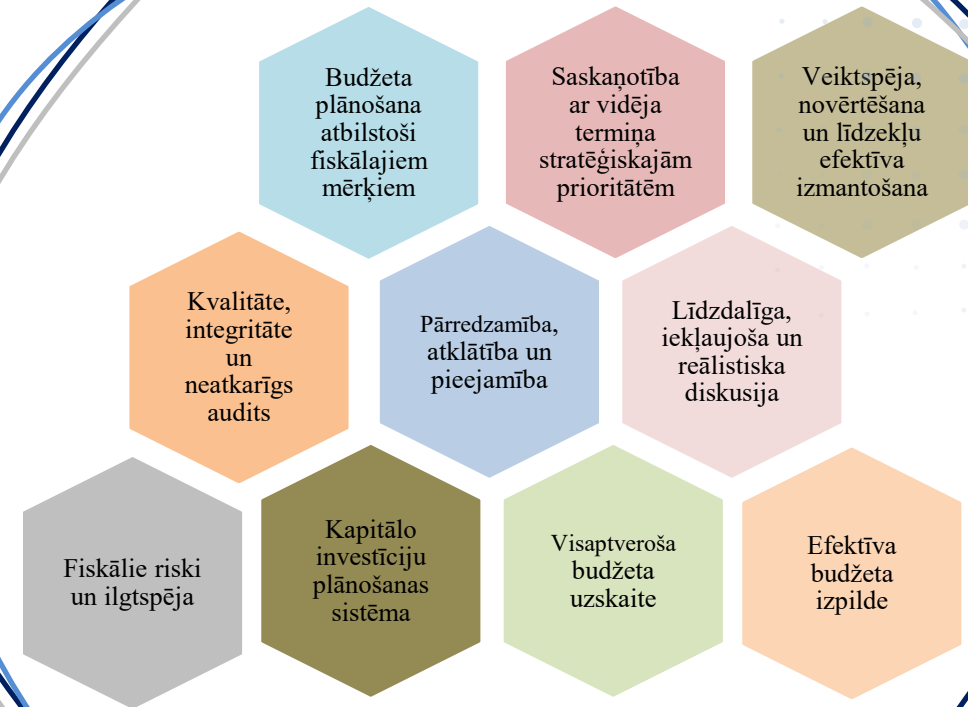 Budžeta
plānošana
atbilstoši
fiskālajiem
mērķiem
Saskaņotība
ar vidēja
termiņa
stratēģiskajām
prioritātēm
Veiktspēja,
novērtēšana
un līdzekļu
efektīva
izmantošana
Kvalitāte,
integritāte
un
neatkarīgs
audits
Pārredzamība,
atklātība un
pieejamība
Līdzdalīga,
iekļaujoša un
reālistiska
diskusija
Fiskālie riski
un ilgtspēja
Kapitālo
investīciju
plānošanas
sistēma
Visaptveroša
budžeta
uzskaite
Efektīva
budžeta
izpilde